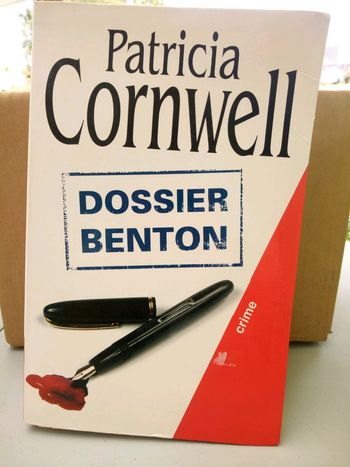 Patricia
Cornwell
DOSSIER
BENTON
crime